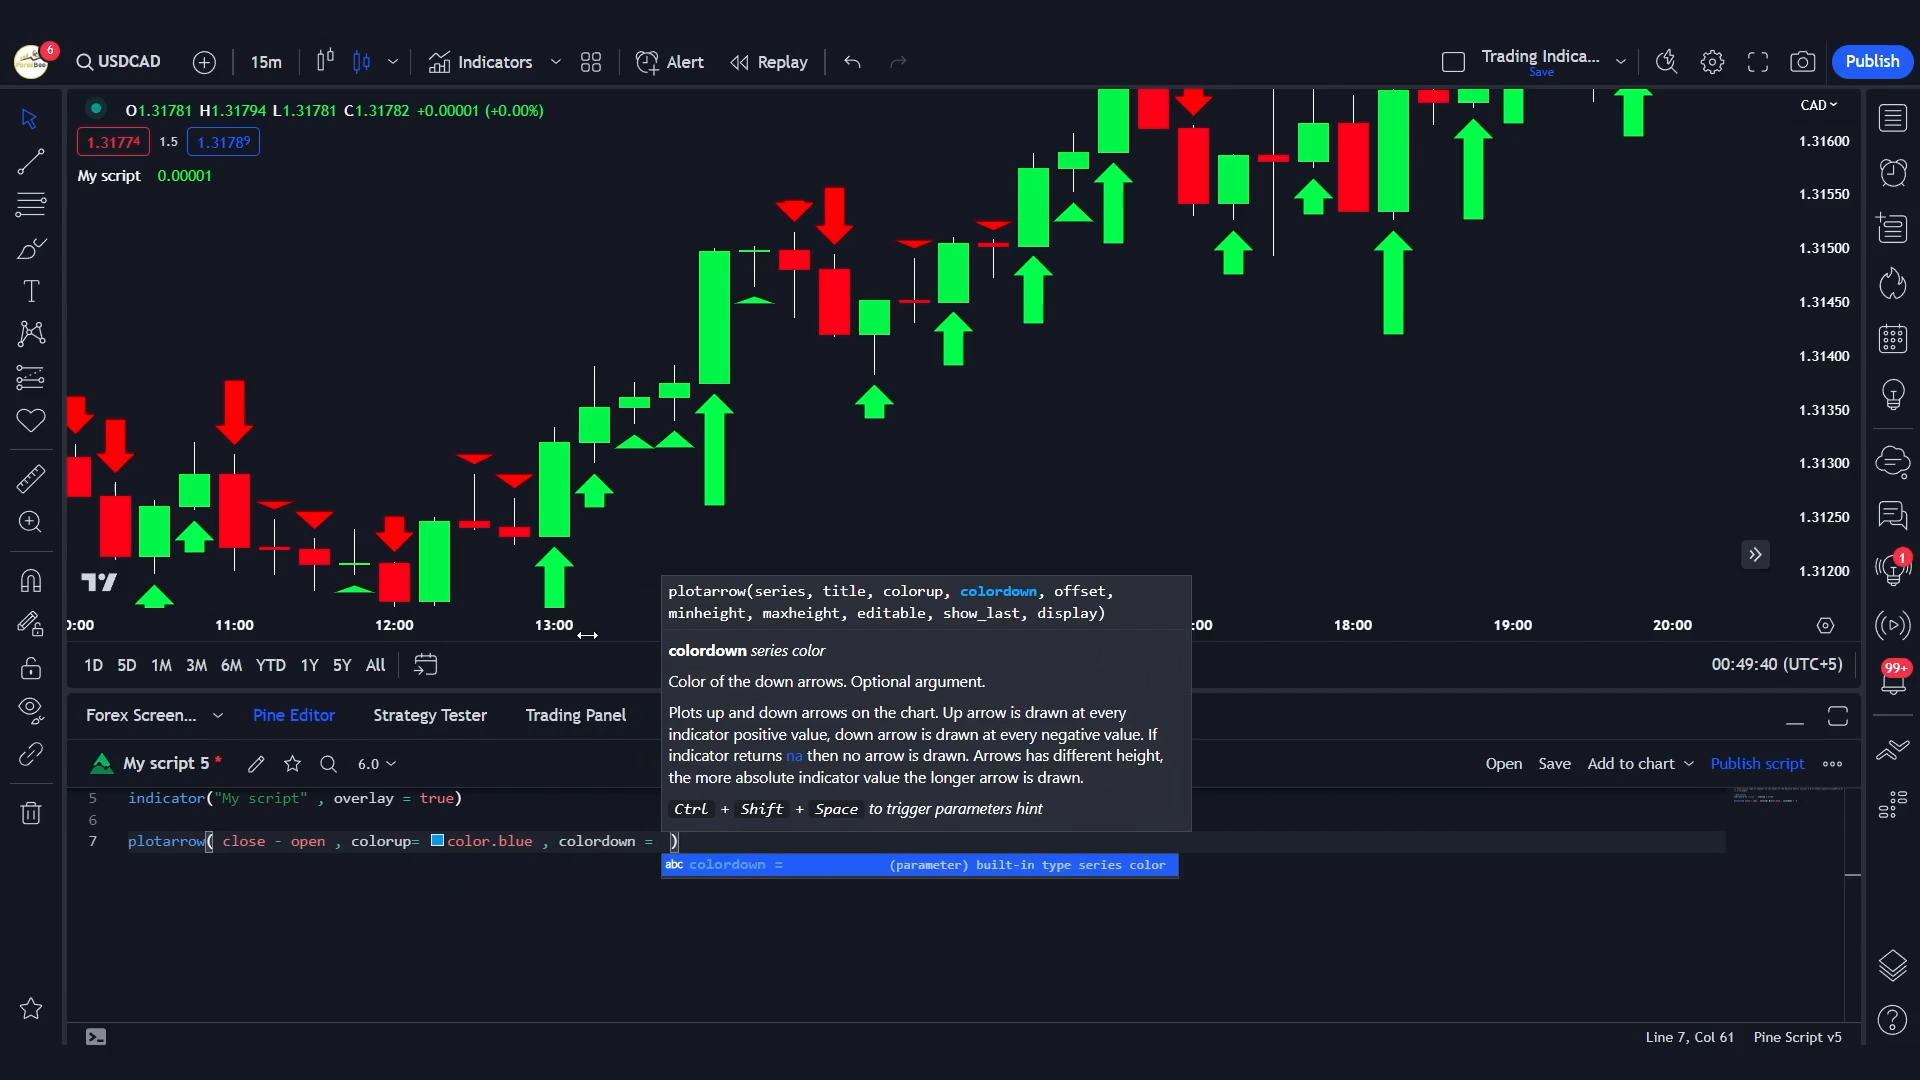 6
USDCAD
15m
Indicators
Alert
Replay
Trading Indica...
Save
Publish
O1.31781 H1.31794 L1.31781 C1.31782 +0.00001 (+0.00%)
1.31774 1.5 1.31789
My script 0.00001
CAD
1.31600
1.31550
1.31500
1.31450
1.31400
1.31350
1.31300
1.31250
1.31200
1
99+
0:00 11:00 12:00 13:00 :00 18:00 19:00 20:00
1D 5D 1M 3M 6M YTD 1Y 5Y All
00:49:40 (UTC+5)
plotarrow(series, title, colorup, colordown, offset,
minheight, maxheight, editable, show_last, display)
colordown series color
Color of the down arrows. Optional argument.
Plots up and down arrows on the chart. Up arrow is drawn at every
indicator positive value, down arrow is drawn at every negative value. If
indicator returns na then no arrow is drawn. Arrows has different height,
the more absolute indicator value the longer arrow is drawn.
Ctrl + Shift + Space to trigger parameters hint
Forex Screen... Pine Editor Strategy Tester Trading Panel
My script 5 * 6.0
Open Save Add to chart Publish script
5 indicator("My script" , overlay = true)
6
7 plotarrow( close - open , colorup= color.blue , colordown = )
abc colordown = (parameter) built-in type series color
Line 7, Col 61 Pine Script v5